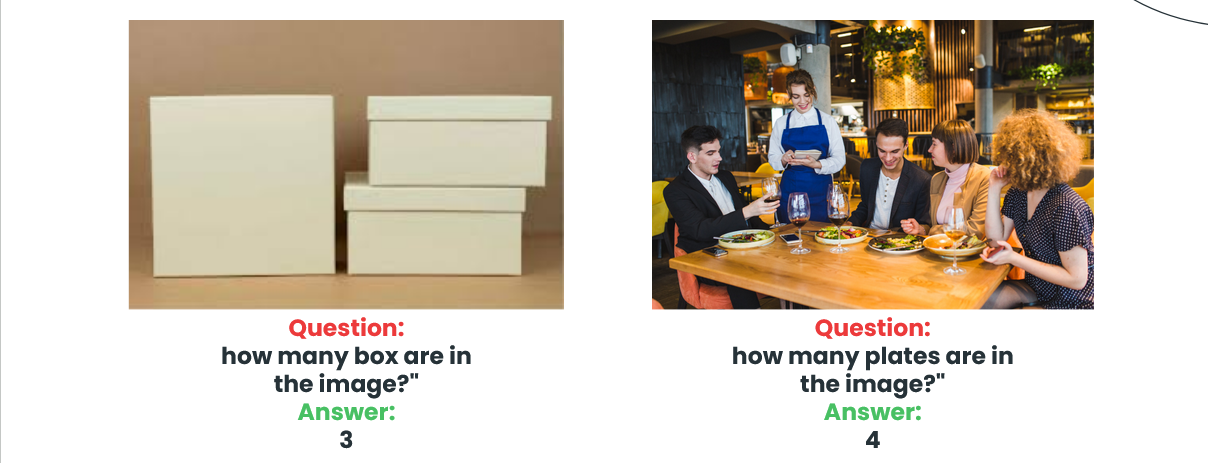 Question:
how many box are in
the image?"
Answer:
3
Question:
how many plates are in
the image?"
Answer:
4